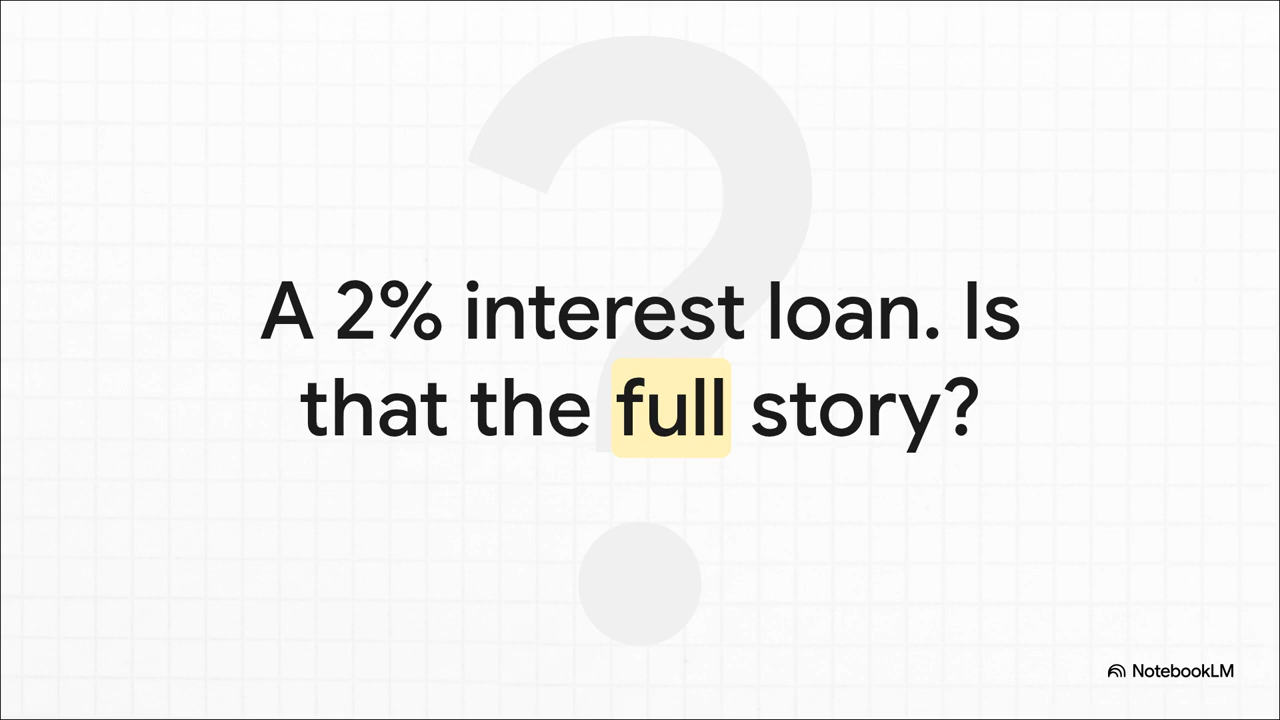 A 2% interest loan. Is
that the full story?
NotebookLM